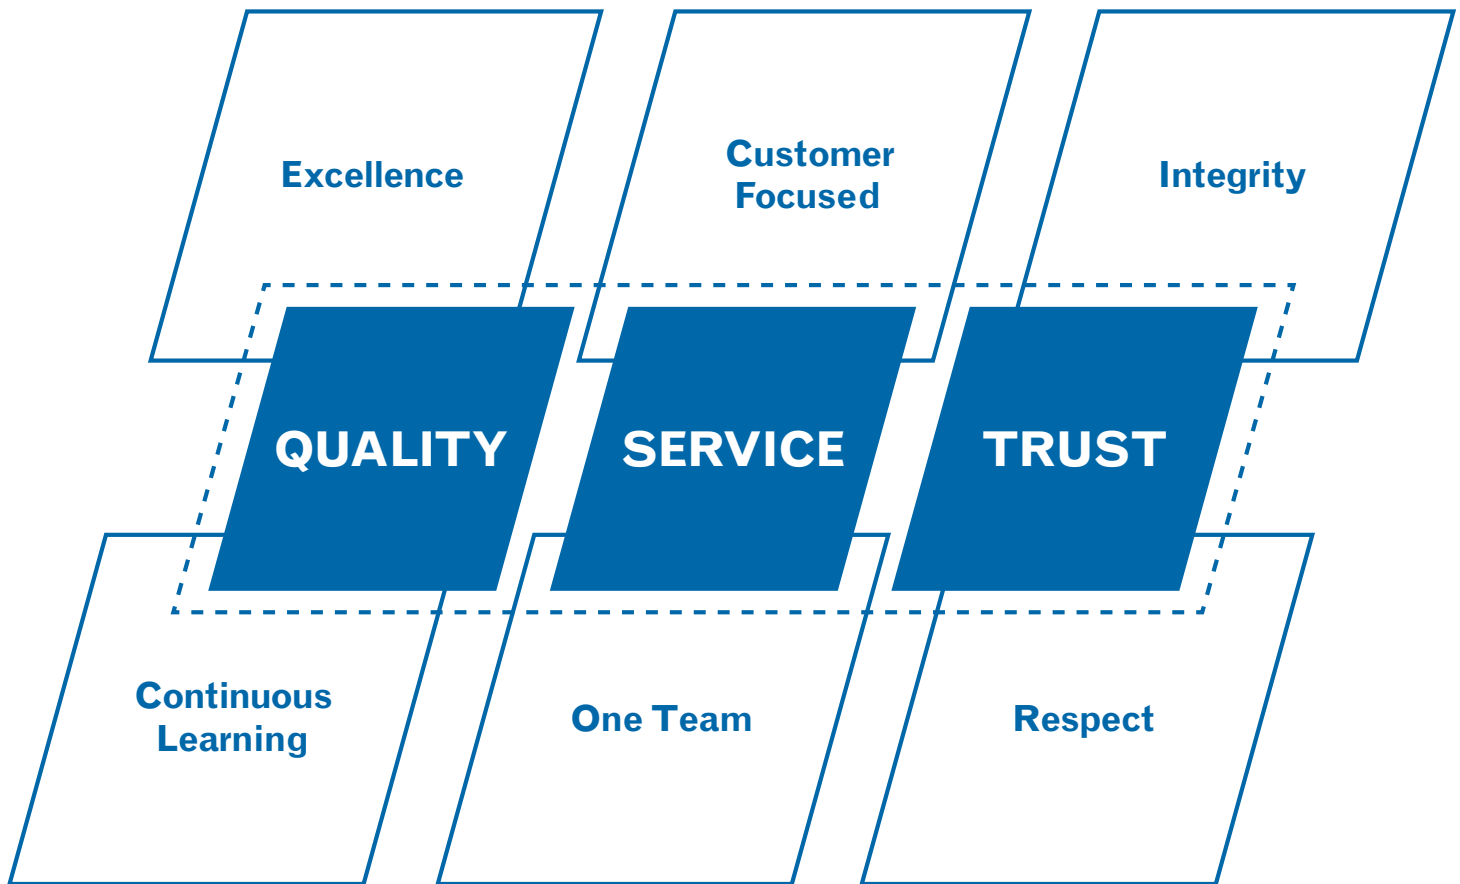 Excellence
Customer
Focused
Integrity
QUALITY
SERVICE
TRUST
Continuous
Learning
One Team
Respect